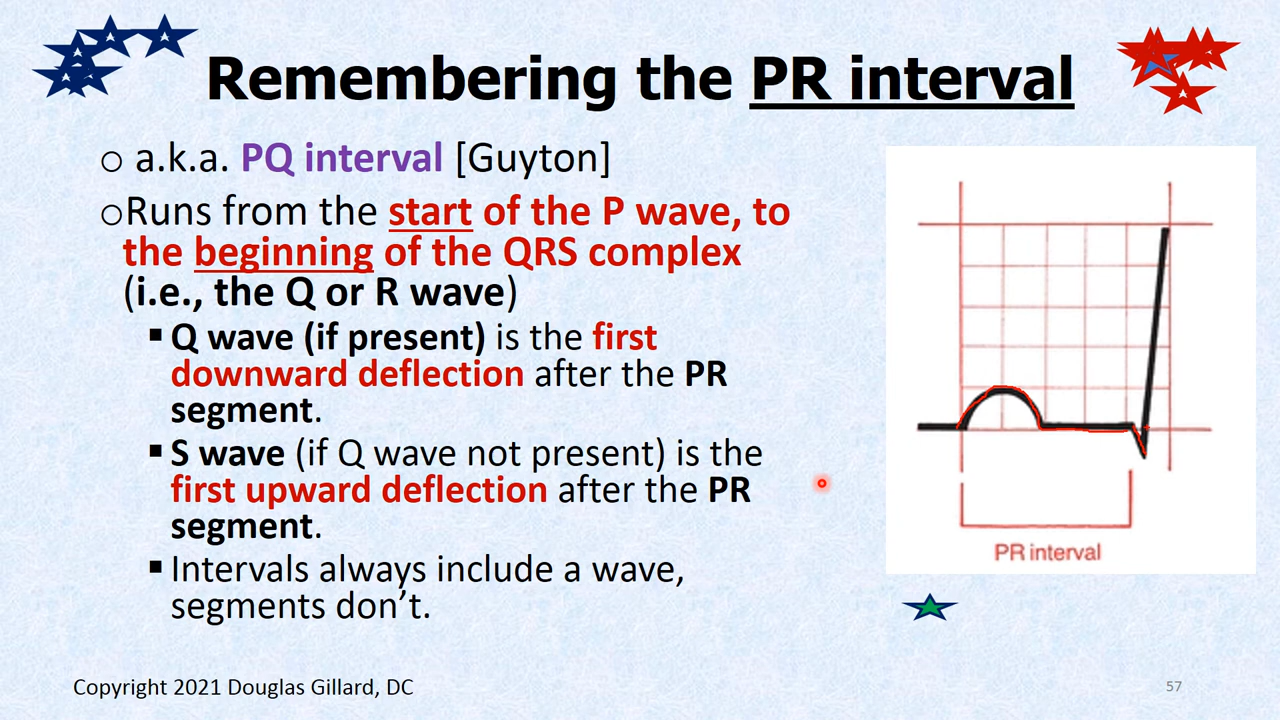 Remembering the PR interval
o a.k.a. PQ interval [Guyton]
oRuns from the start of the P wave, to
the beginning of the QRS complex
(i.e., the Q or R wave)
▪ Q wave (if present) is the first
downward deflection after the PR
segment.
▪ S wave (if Q wave not present) is the
first upward deflection after the PR
segment.
▪ Intervals always include a wave,
segments don’t.
PR interval
Copyright 2021 Douglas Gillard, DC
57